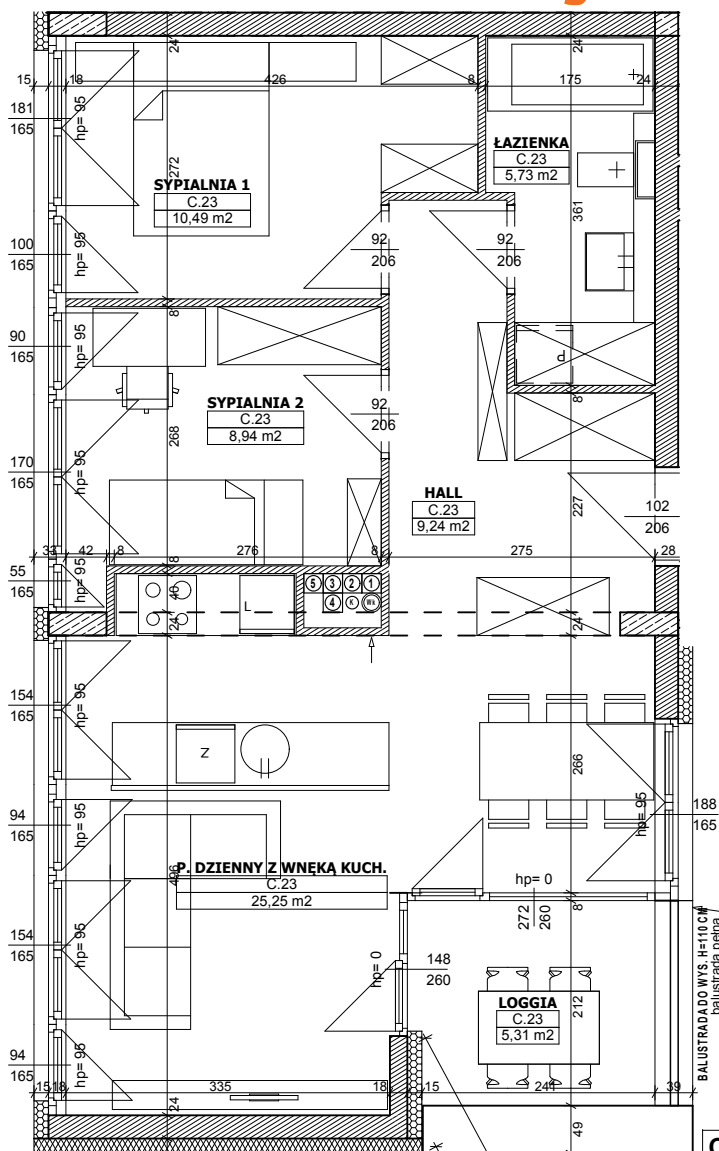 24
24
15
18
426
8
175
24
181
165
hp= 95
ŁAZIENKA
C.23
5,73 m2
272
SYPIALNIA 1
C.23
10,49 m2
361
100
165
hp= 95
92
206
92
206
8
90
165
hp= 95
P
SYPIALNIA 2
C.23
8,94 m2
92
206
8
268
170
165
hp= 95
HALL
C.23
9,24 m2
227
102
206
33
42
8
276
8
275
28
55
165
hp= 95
8
40
L
5
3
2
1
4
K
Wk
24
24
154
165
hp= 95
Z
266
94
165
hp= 95
188
165
hp= 95
P. DZIENNY Z WNĘKĄ KUCH.
C.23
25,25 m2
496
hp= 0
272
260
8
154
165
hp= 95
hp= 0
148
260
LOGGIA
C.23
5,31 m2
212
BALUSTRADA DO WYS. H=110 CM
balustrada pełna
94
165
hp= 95
15
18
335
18
15
244
39
24
49